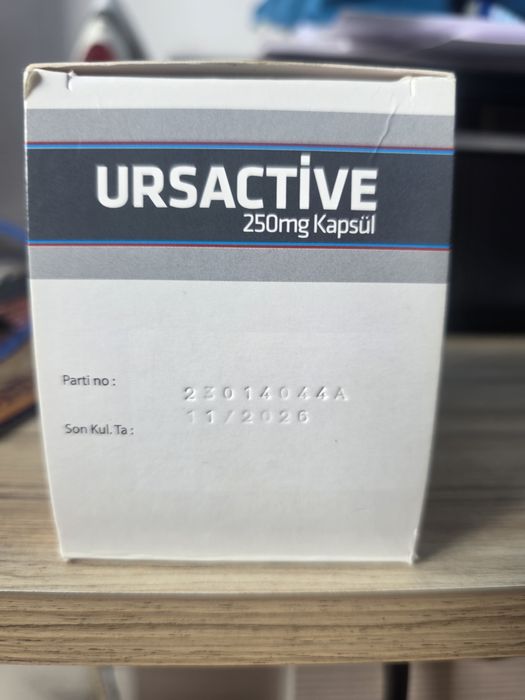 URSACTİVE
250mg Kapsül
Parti no : 23014044A
Son Kul. Ta : 11/2026